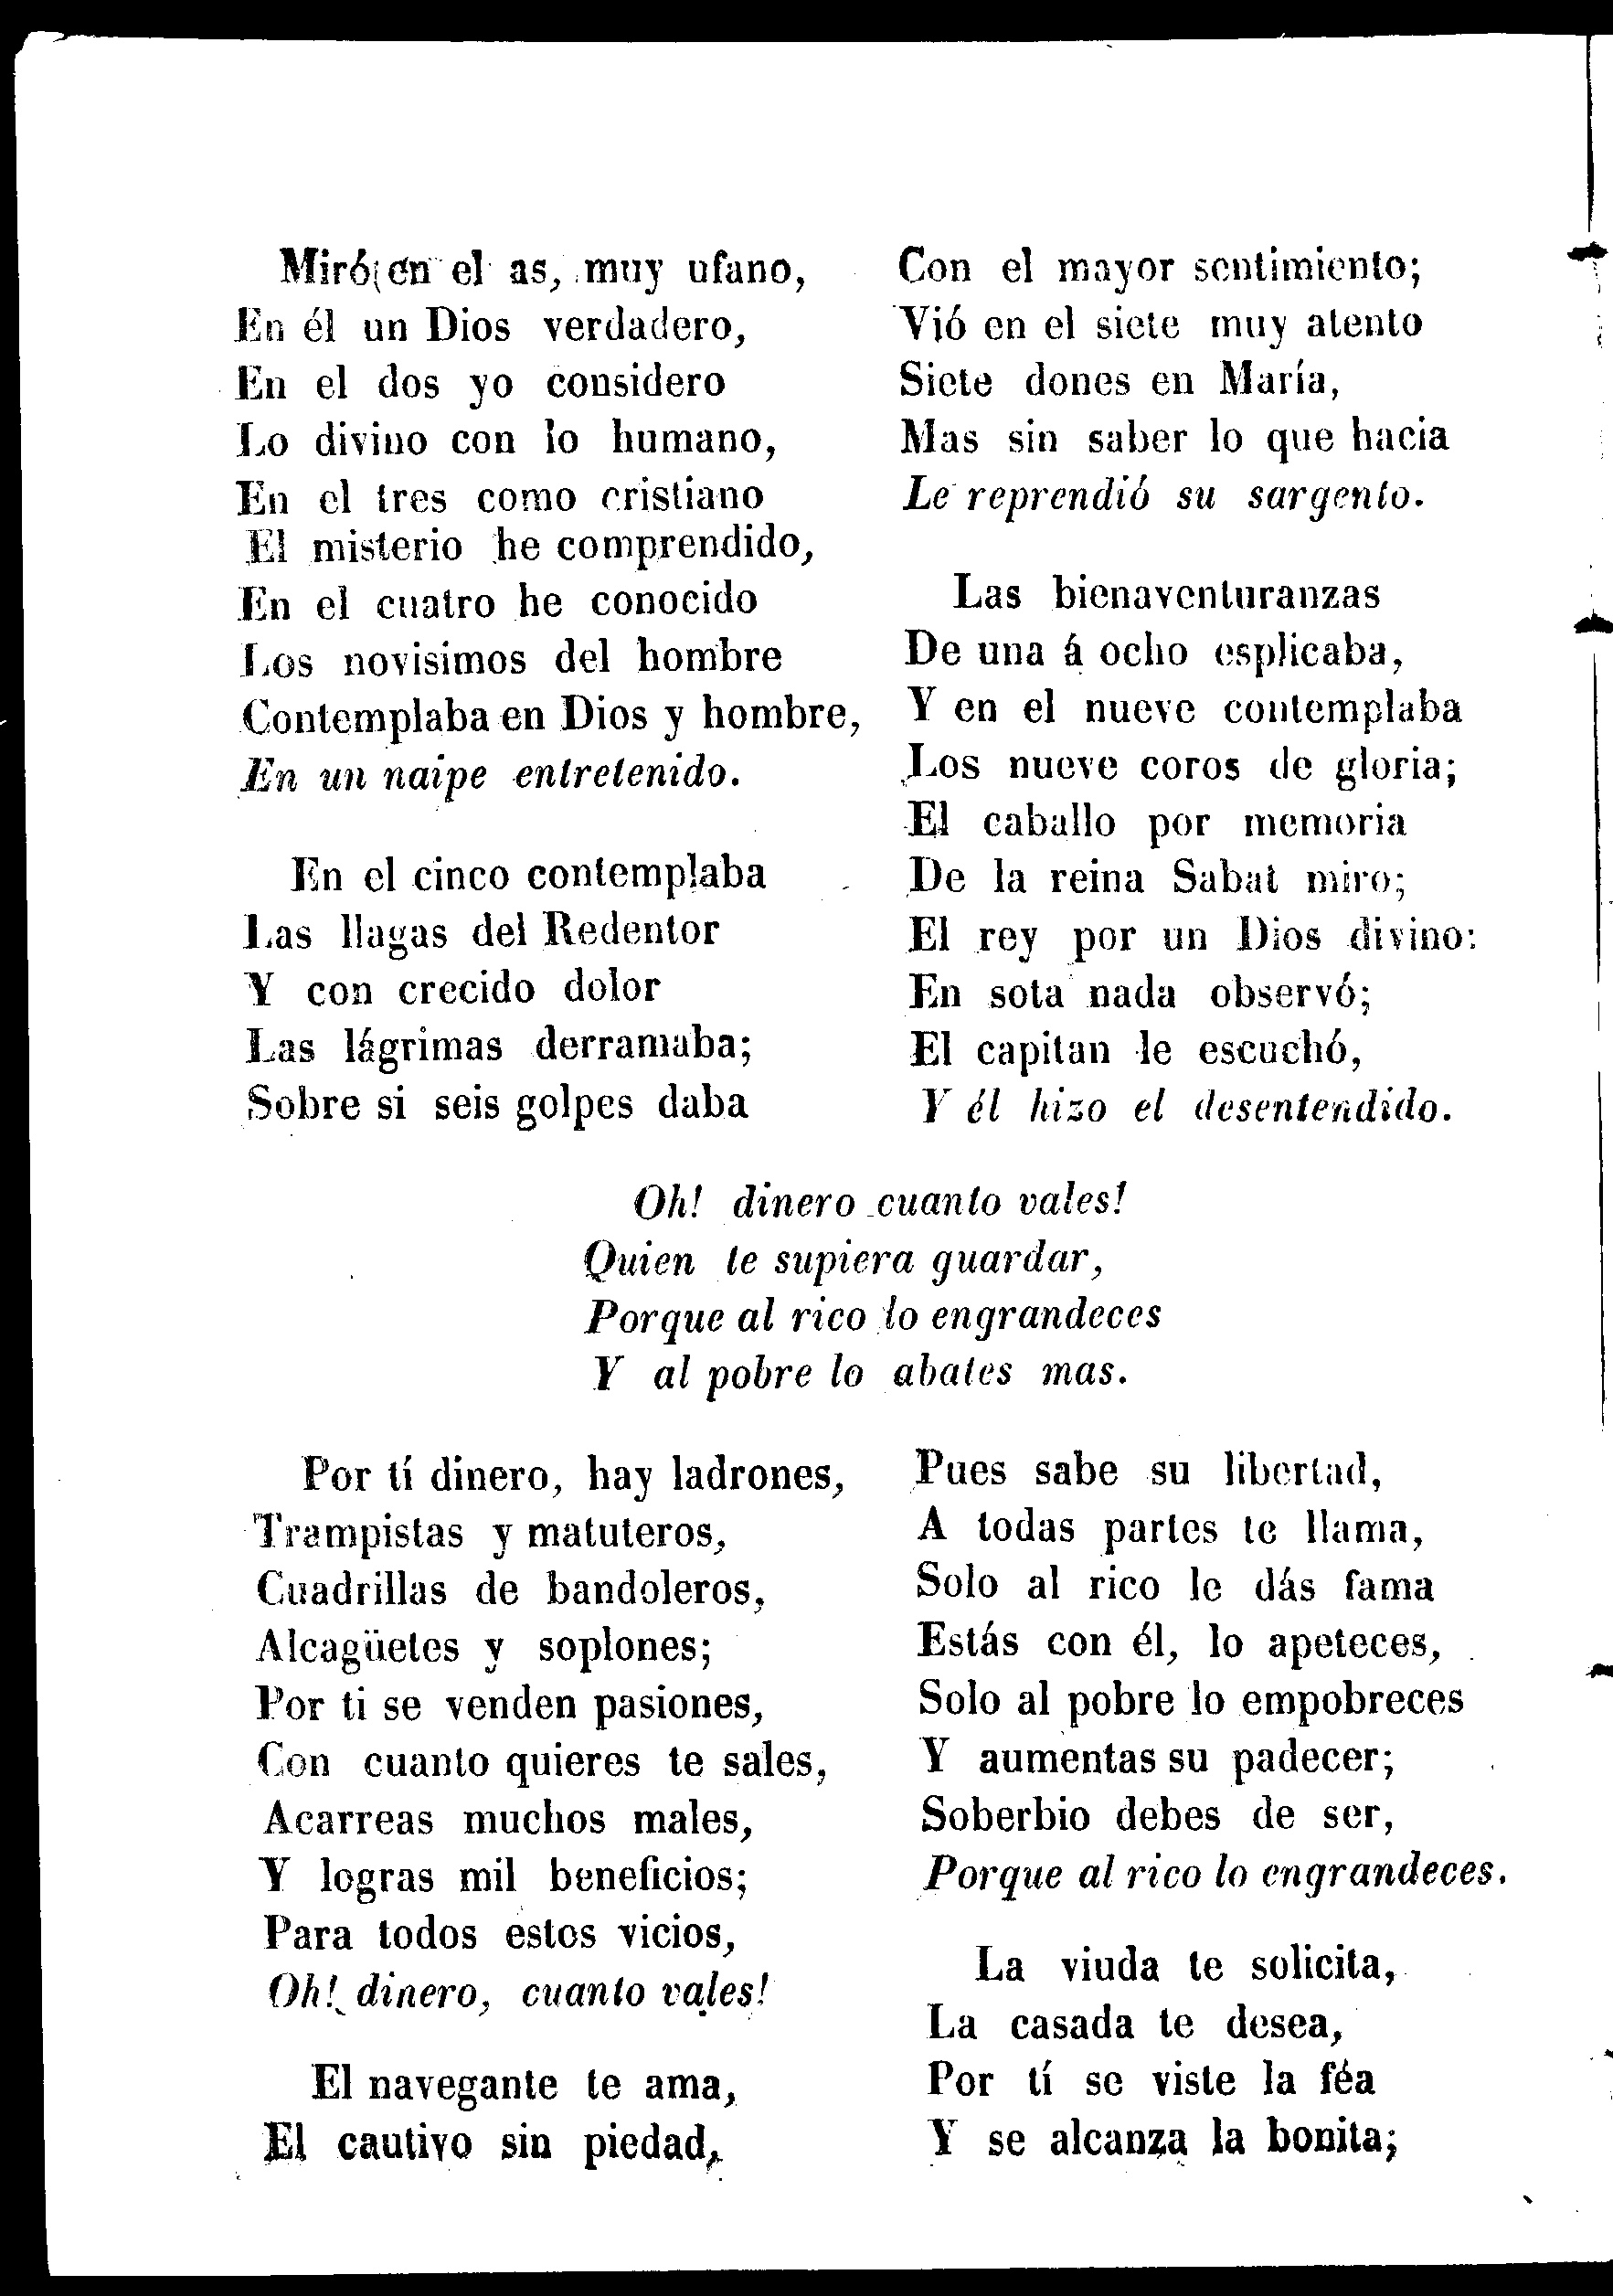 Miró en el as, muy ufano,
En él un Dios verdadero,
En el dos yo considero
Lo divino con lo humano,
En el tres como cristiano
El misterio he comprendido,
En el cuatro he conocido
Los novisimos del hombre
Contemplaba en Dios y hombre,
En un naipe entretenido.
En el cinco contemplaba
Las llagas del Redentor
Y con crecido dolor
Las lágrimas derramaba;
Sobre si seis golpes daba
Con el mayor sentimiento;
Vió en el siete muy atento
Siete dones en María,
Mas sin saber lo que hacia
Le reprendió su sargento.
Las bienaventuranzas
De una á ocho esplicaba,
Y en el nueve contemplaba
Los nueve coros de gloria;
El caballo por memoria
De la reina Sabat miro;
El rey por un Dios divino:
En sota nada observó;
El capitan le escuchó,
Y él hizo el desentendido.
Oh! dinero cuanto vales!
Quien te supiera guardar,
Porque al rico lo engrandeces
Y al pobre lo abates mas.
Por tí dinero, hay ladrones,
Trampistas y matuteros,
Cuadrillas de bandoleros,
Alcagüetes y soplones;
Por ti se venden pasiones,
Con cuanto quieres te sales,
Acarreas muchos males,
Y logras mil beneficios;
Para todos estos vicios,
Oh! dinero, cuanto vales!
El navegante te ama,
El cautivo sin piedad,
Pues sabe su libertad,
A todas partes te llama,
Solo al rico le dás fama
Estás con él, lo apeteces,
Solo al pobre lo empobreces
Y aumentas su padecer;
Soberbio debes de ser,
Porque al rico lo engrandeces.
La viuda te solicita,
La casada te desea,
Por tí se viste la féa
Y se alcanza la bonita;